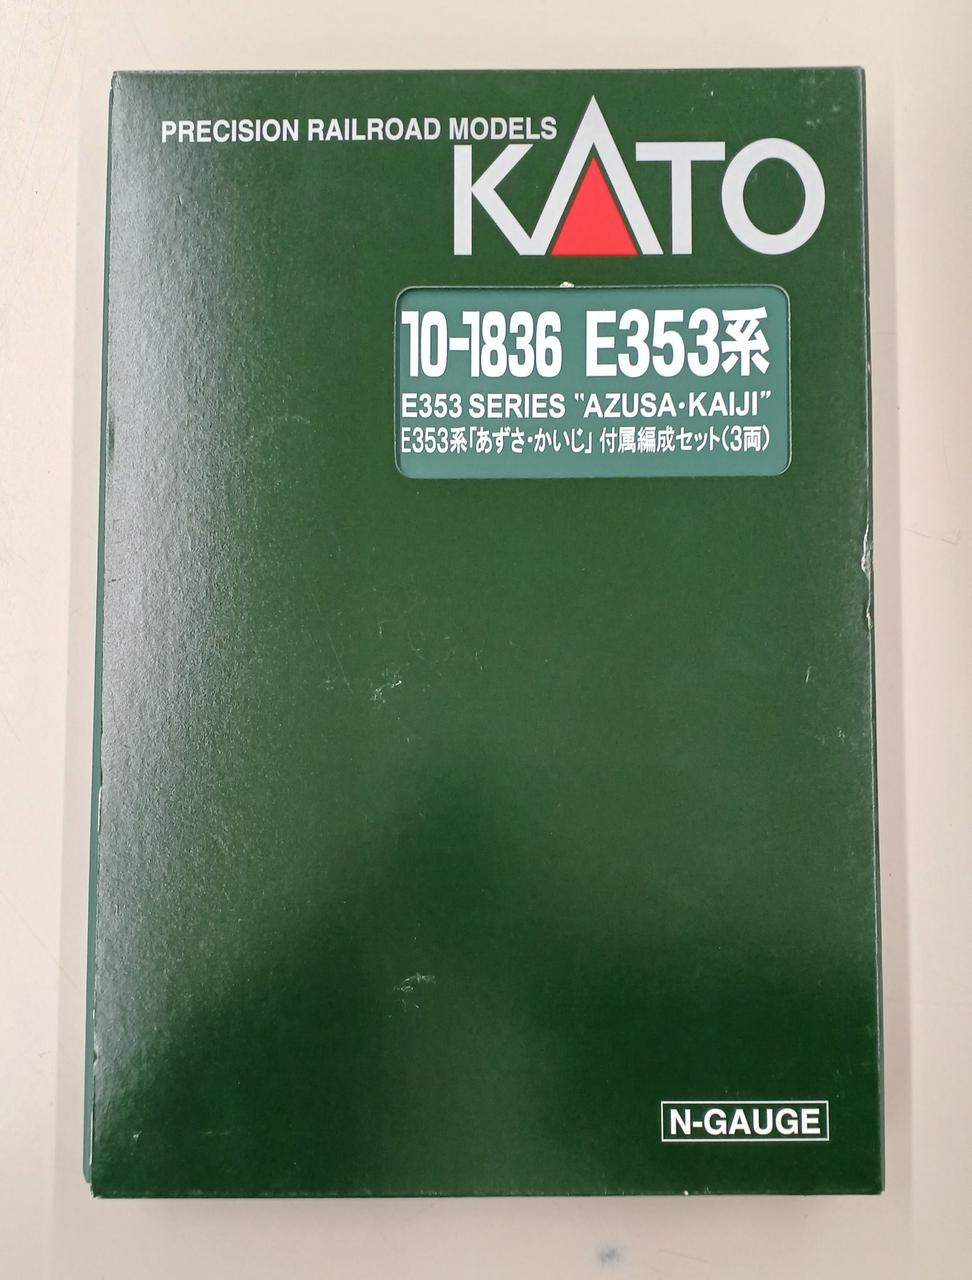 PRECISION RAILROAD MODELS
KATO
10-1836 E353系
E353 SERIES "AZUSA・KAIJI"
E353系「あずさ・かいじ」 付属編成セット(3両)
N-GAUGE